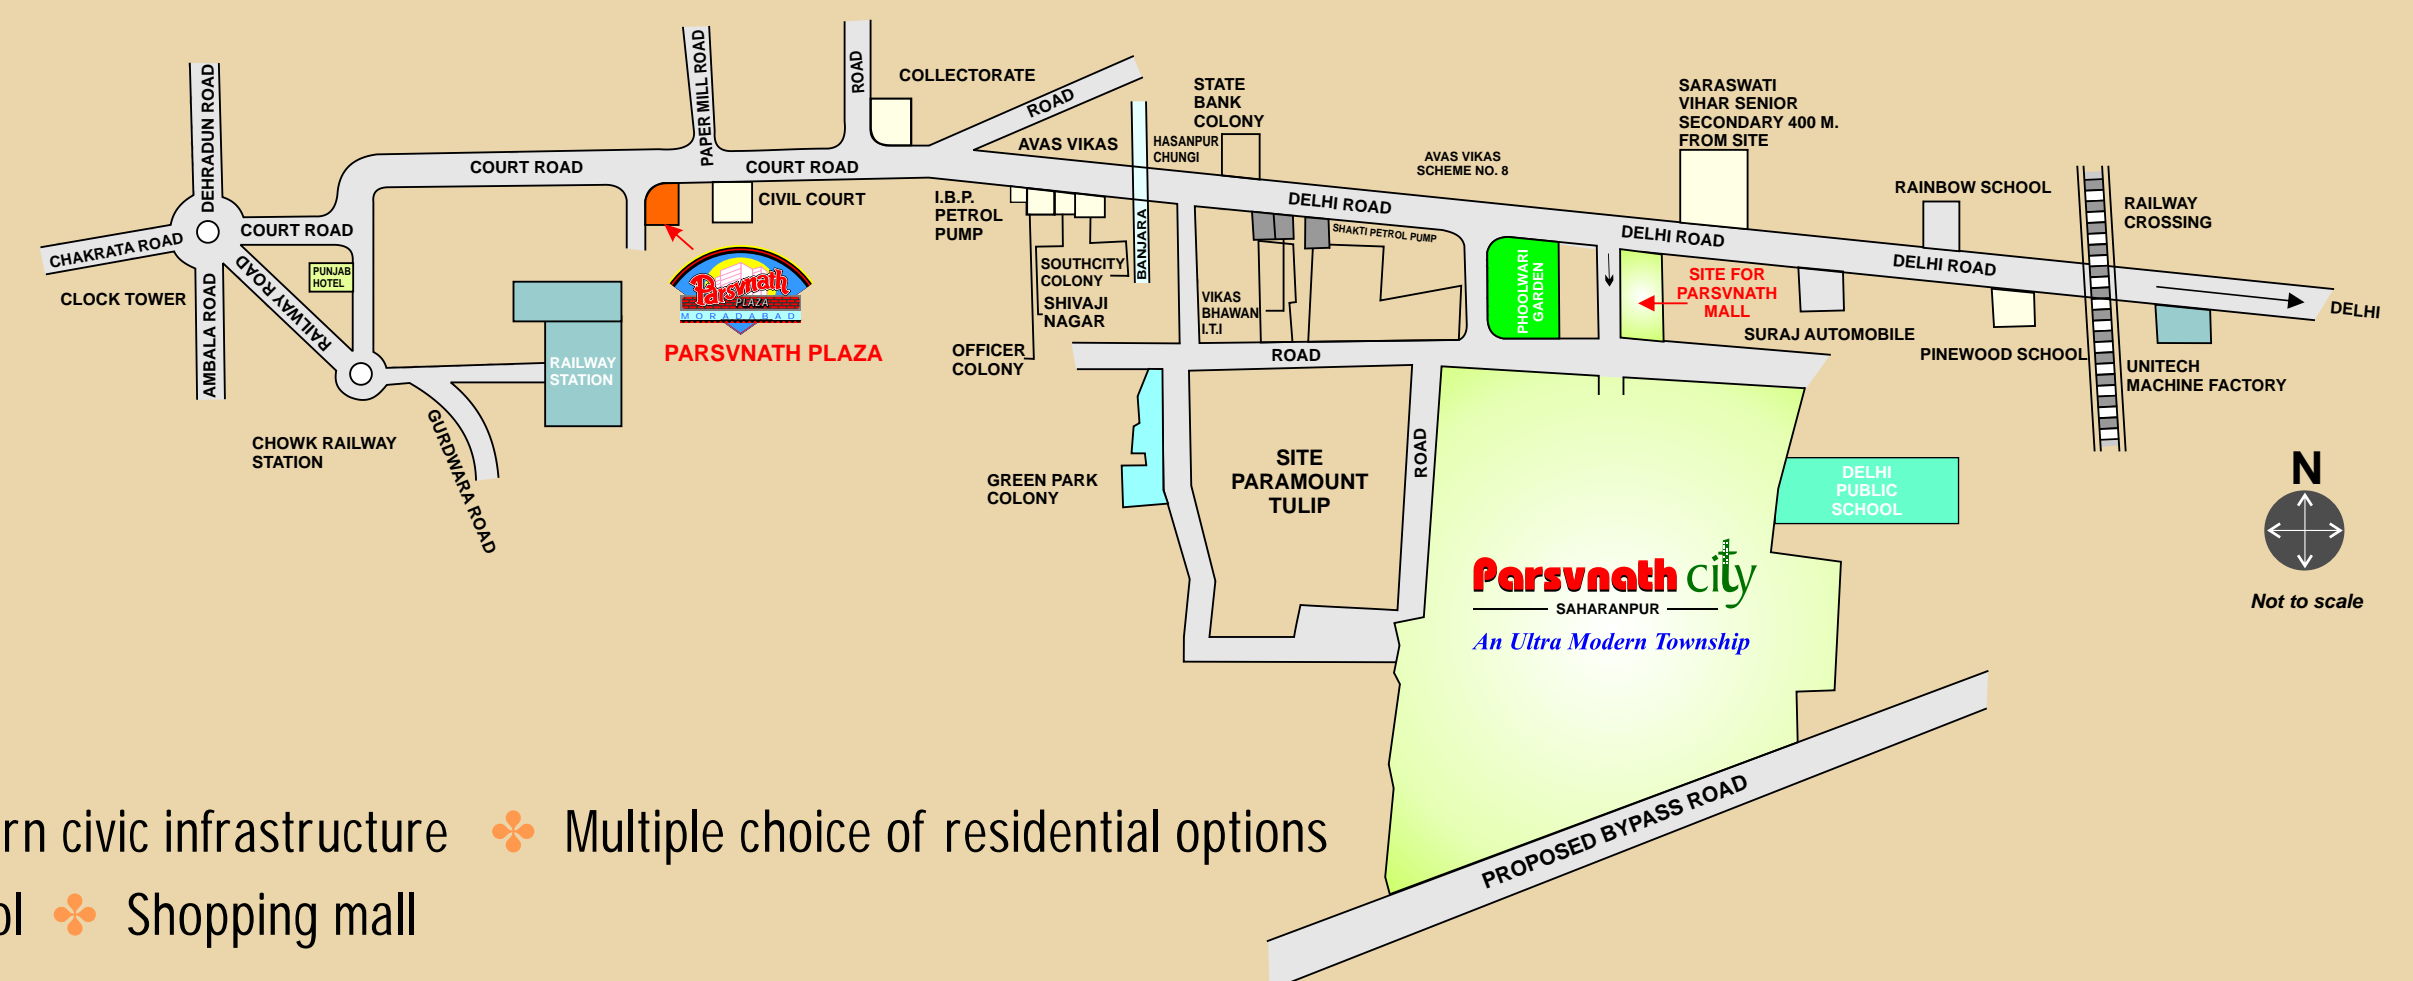 DEHRADUN ROAD
CHAKRATA ROAD
CLOCK TOWER
AMBALA ROAD
COURT ROAD
RAILWAY ROAD
PUNJAB
HOTEL
CHOWK RAILWAY
STATION
GURDWARA ROAD
RAILWAY
STATION
COURT ROAD
PAPER MILL ROAD
COURT ROAD
CIVIL COURT
Parsvnath
PLAZA
MORADABAD
PARSVNATH PLAZA
ROAD
COLLECTORATE
ROAD
AVAS VIKAS
I.B.P.
PETROL
PUMP
SOUTHCITY
COLONY
SHIVAJI
NAGAR
OFFICER
COLONY
BANJARA
HASANPUR
CHUNGI
STATE
BANK
COLONY
DELHI ROAD
VIKAS
BHAWAN
I.T.I
SHAKTI PETROL PUMP
AVAS VIKAS
SCHEME NO. 8
ROAD
GREEN PARK
COLONY
SITE
PARAMOUNT
TULIP
ROAD
PHOOLWARI
GARDEN
SARASWATI
VIHAR SENIOR
SECONDARY 400 M.
FROM SITE
DELHI ROAD
SITE FOR
PARSVNATH
MALL
SURAJ AUTOMOBILE
RAINBOW SCHOOL
DELHI ROAD
PINEWOOD SCHOOL
RAILWAY
CROSSING
UNITECH
MACHINE FACTORY
DELHI
DELHI
PUBLIC
SCHOOL
Parsvnath city
SAHARANPUR
An Ultra Modern Township
PROPOSED BYPASS ROAD
N
Not to scale
rn civic infrastructure ✤ Multiple choice of residential options
ol ✤ Shopping mall